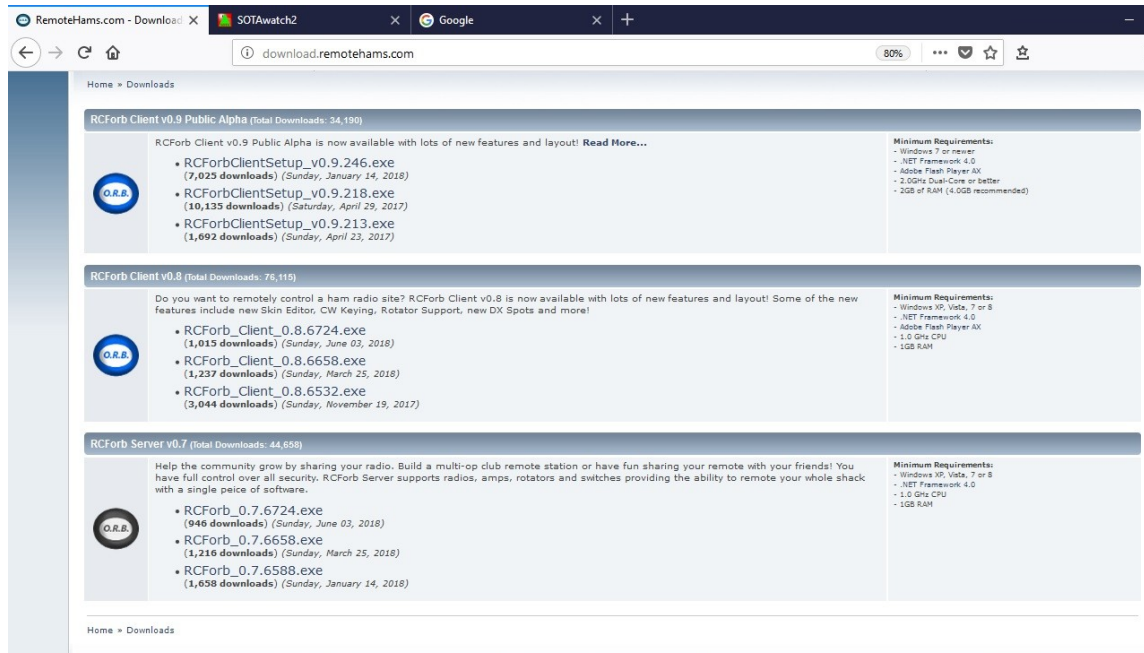 RemoteHams.com - Download
SOTAwatch2
Google
download.remotehams.com
80%
Home » Downloads
RCForb Client v0.9 Public Alpha (Total Downloads: 34,190)
RCForb Client v0.9 Public Alpha is now available with lots of new features and layout! Read More...
• RCForbClientSetup_v0.9.246.exe
(7,025 downloads) (Sunday, January 14, 2018)
• RCForbClientSetup_v0.9.218.exe
(10,135 downloads) (Saturday, April 29, 2017)
• RCForbClientSetup_v0.9.213.exe
(1,692 downloads) (Sunday, April 23, 2017)
O.R.B.
Minimum Requirements:
- Windows 7 or newer
- .NET Framework 4.0
- Adobe Flash Player AX
- 2.0GHz Dual-Core or better
- 2GB of RAM (4.0GB recommended)
RCForb Client v0.8 (Total Downloads: 76,115)
Do you want to remotely control a ham radio site? RCForb Client v0.8 is now available with lots of new features and layout! Some of the new
features include new Skin Editor, CW Keying, Rotator Support, new DX Spots and more!
• RCForb_Client_0.8.6724.exe
(1,015 downloads) (Sunday, June 03, 2018)
• RCForb_Client_0.8.6658.exe
(1,237 downloads) (Sunday, March 25, 2018)
• RCForb_Client_0.8.6532.exe
(3,044 downloads) (Sunday, November 19, 2017)
O.R.B.
Minimum Requirements:
- Windows XP, Vista, 7 or 8
- .NET Framework 4.0
- Adobe Flash Player AX
- 1.0 GHz CPU
- 1GB RAM
RCForb Server v0.7 (Total Downloads: 44,658)
Help the community grow by sharing your radio. Build a multi-op club remote station or have fun sharing your remote with your friends! You
have full control over all security. RCForb Server supports radios, amps, rotators and switches providing the ability to remote your whole shack
with a single peice of software.
• RCForb_0.7.6724.exe
(946 downloads) (Sunday, June 03, 2018)
• RCForb_0.7.6658.exe
(1,216 downloads) (Sunday, March 25, 2018)
• RCForb_0.7.6588.exe
(1,658 downloads) (Sunday, January 14, 2018)
O.R.B.
Minimum Requirements:
- Windows XP, Vista, 7 or 8
- .NET Framework 4.0
- 1.0 GHz CPU
- 1GB RAM
Home » Downloads